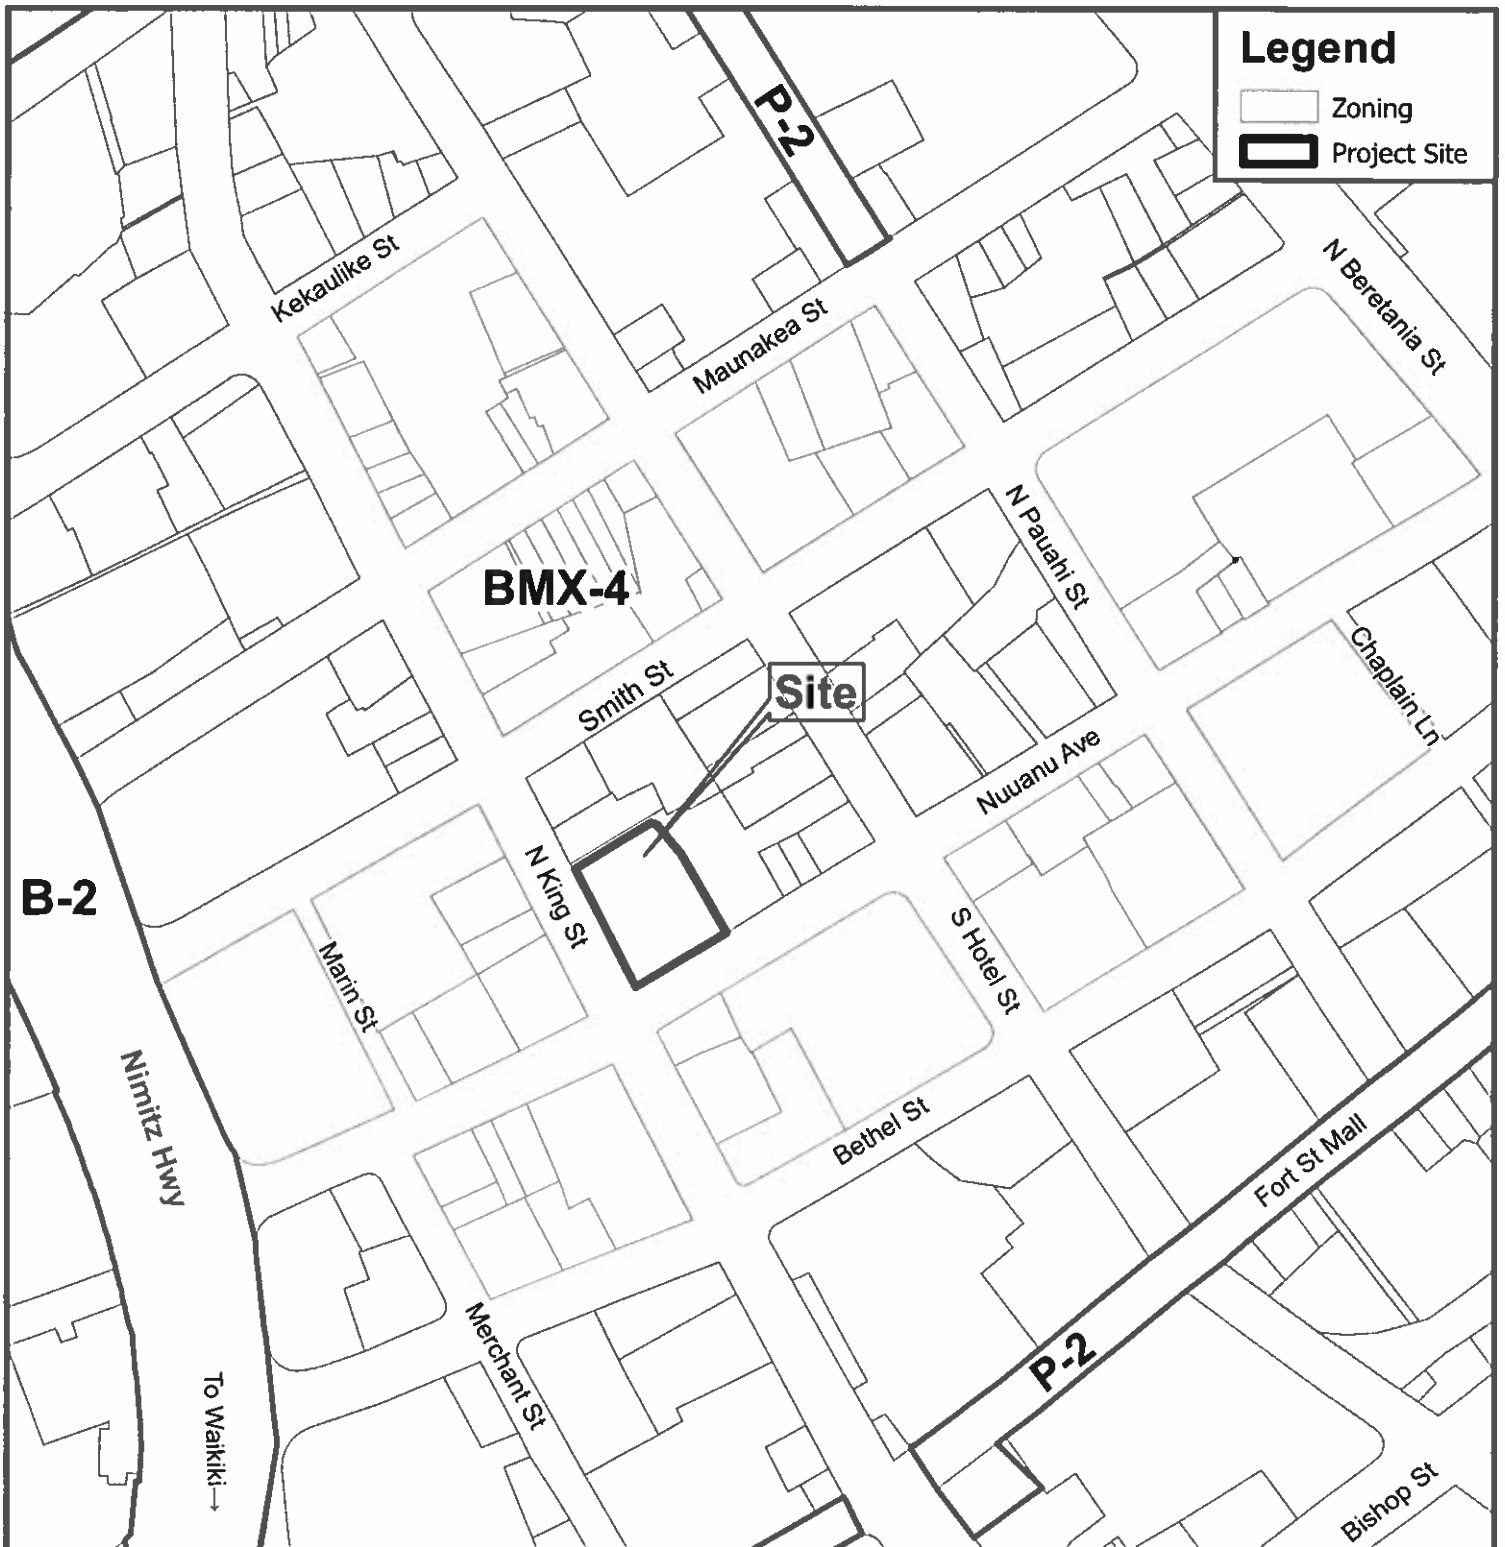 Legend
Zoning
Project Site
P-2
Kekaulike St
Maunakea St
N Beretania St
N Pauahi St
BMX-4
Smith St
Site
Chaplain Ln
Nuuanu Ave
N King St
B-2
S Hotel St
Marin St
Nimitz Hwy
Bethel St
Fort St Mall
Merchant St
P-2
To Waikiki→
Bishop St